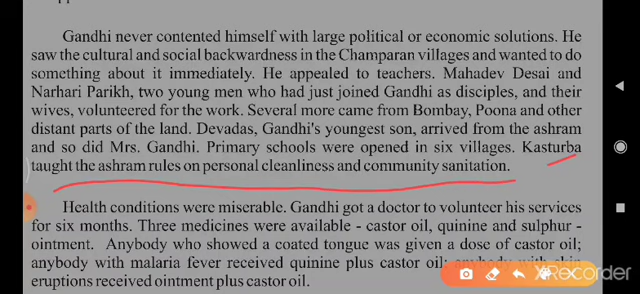 Gandhi never contented himself with large political or economic solutions. He
saw the cultural and social backwardness in the Champaran villages and wanted to do
something about it immediately. He appealed to teachers. Mahadev Desai and
Narhari Parikh, two young men who had just joined Gandhi as disciples, and their
wives, volunteered for the work. Several more came from Bombay, Poona and other
distant parts of the land. Devadas, Gandhi's youngest son, arrived from the ashram
and so did Mrs. Gandhi. Primary schools were opened in six villages. Kasturba
taught the ashram rules on personal cleanliness and community sanitation.
Health conditions were miserable. Gandhi got a doctor to volunteer his services
for six months. Three medicines were available - castor oil, quinine and sulphur -
ointment. Anybody who showed a coated tongue was given a dose of castor oil;
anybody with malaria fever received quinine plus castor oil; anybody with skin
eruptions received ointment plus castor oil.
XRecorder